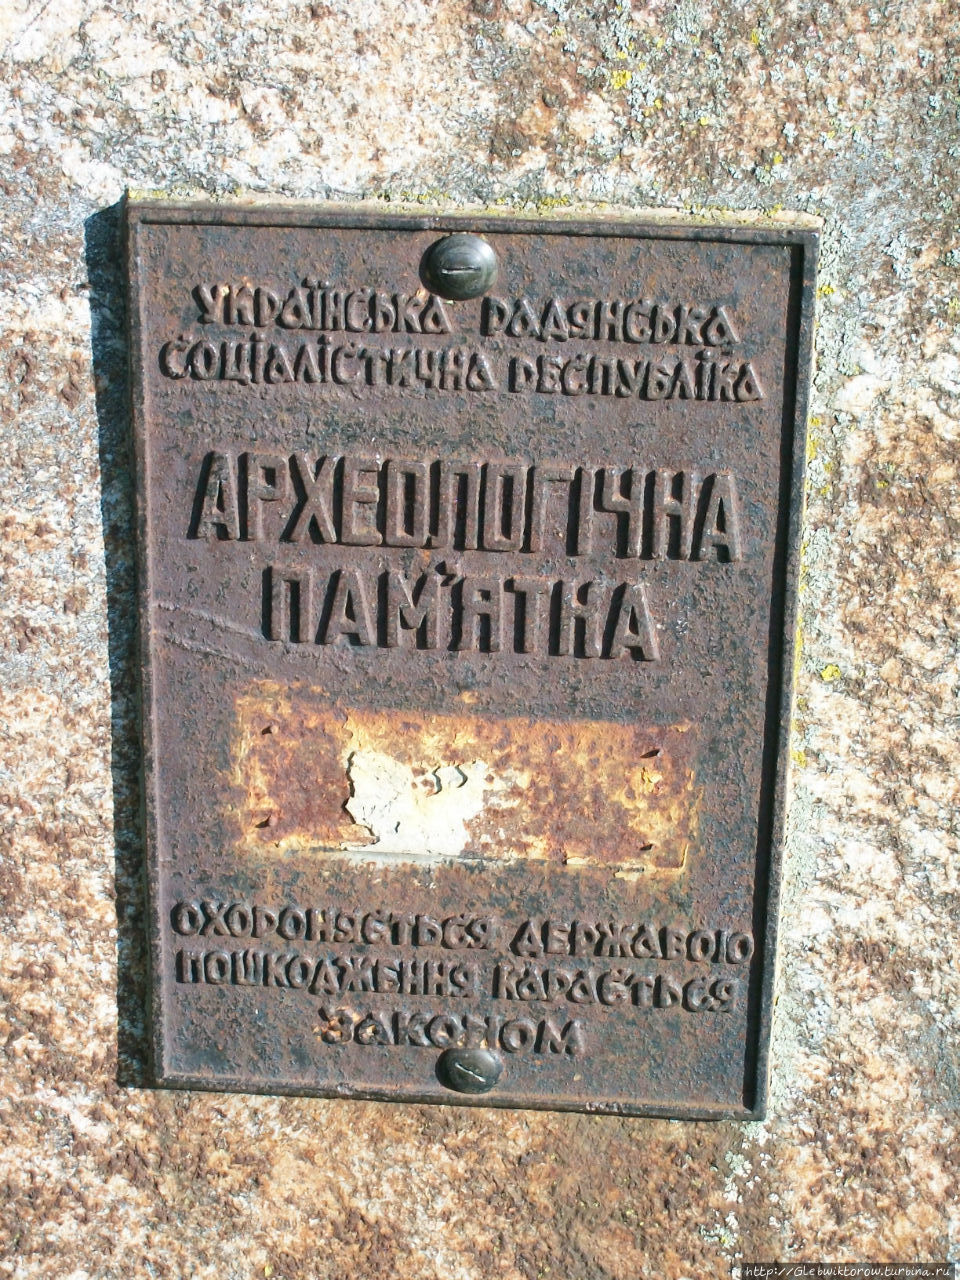 УКРАЇНСЬКА РАДЯНСЬКА
СОЦІАЛІСТИЧНА РЕСПУБЛІКА
АРХЕОЛОГІЧНА
ПАМ'ЯТКА
ОХОРОНЯЄТЬСЯ ДЕРЖАВОЮ
ПОШКОДЖЕННЯ КАРАЄТЬСЯ
ЗАКОНОМ
http://Glebwiktorow.turbina.ru